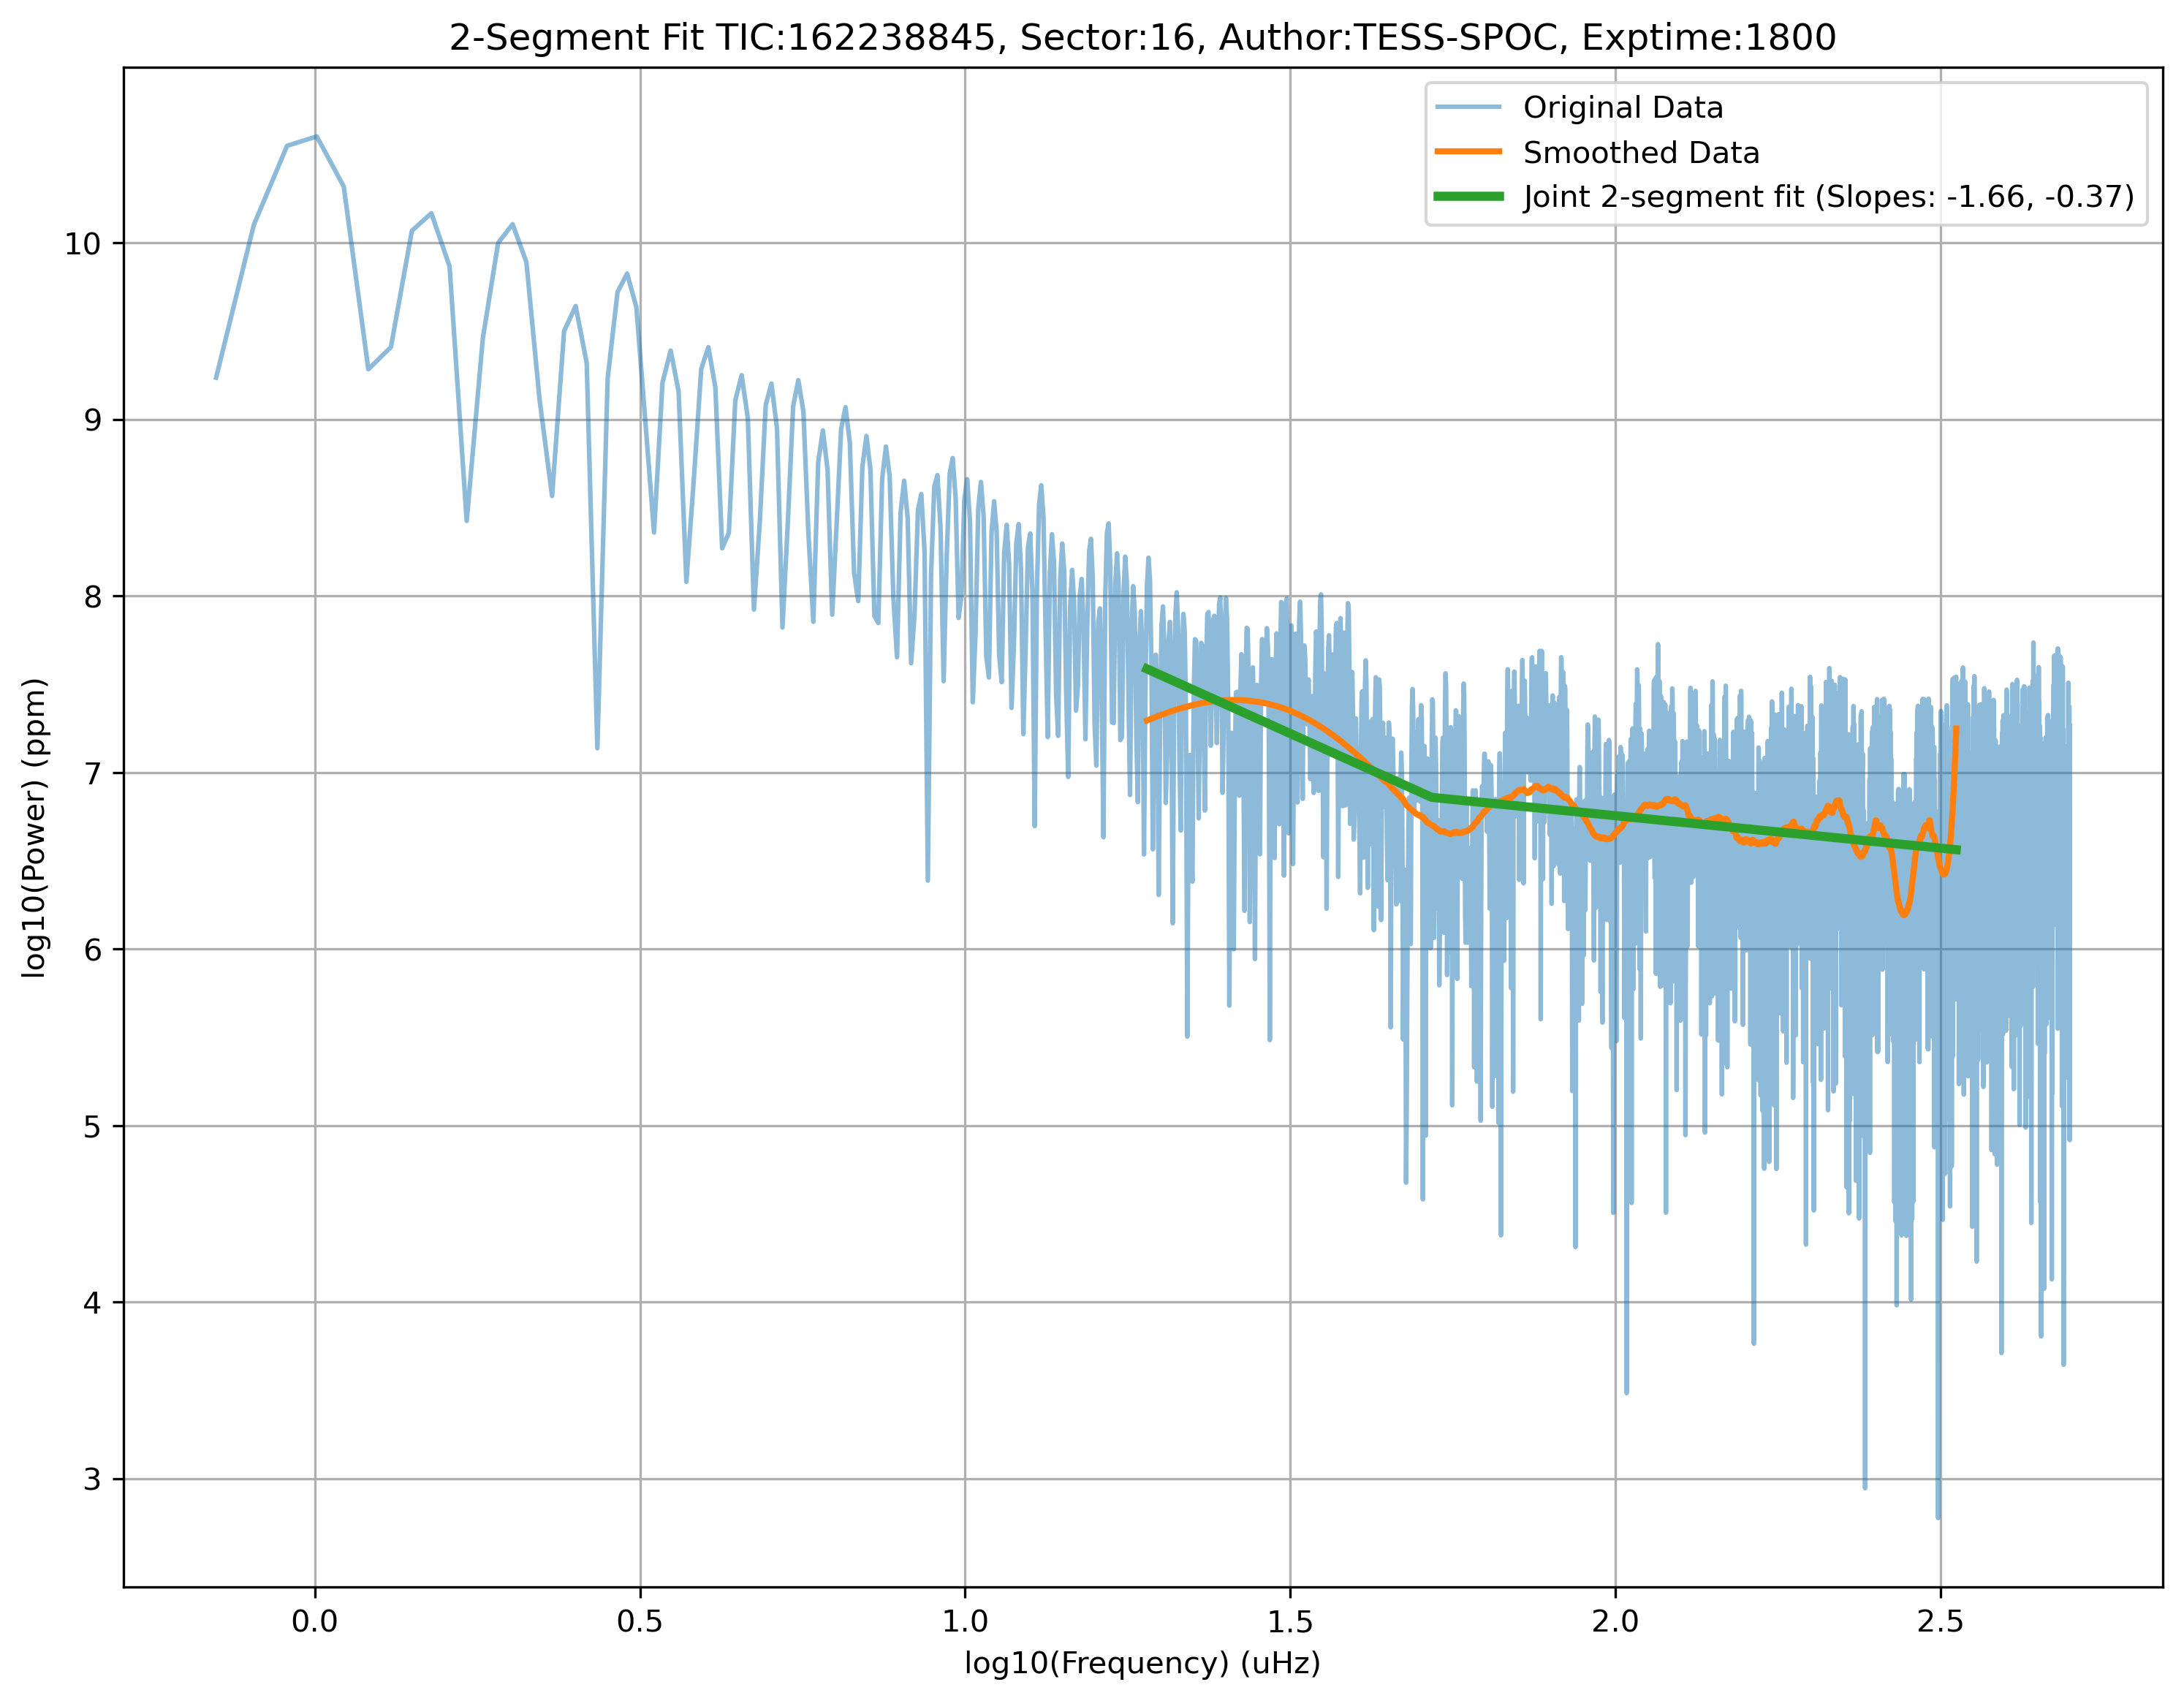 2-Segment Fit TIC:162238845, Sector:16, Author:TESS-SPOC, Exptime:1800
Original Data
Smoothed Data
Joint 2-segment fit (Slopes: -1.66, -0.37)
log10(Power) (ppm)
10
9
8
7
6
5
4
3
0.0 0.5 1.0 1.5 2.0 2.5
log10(Frequency) (uHz)